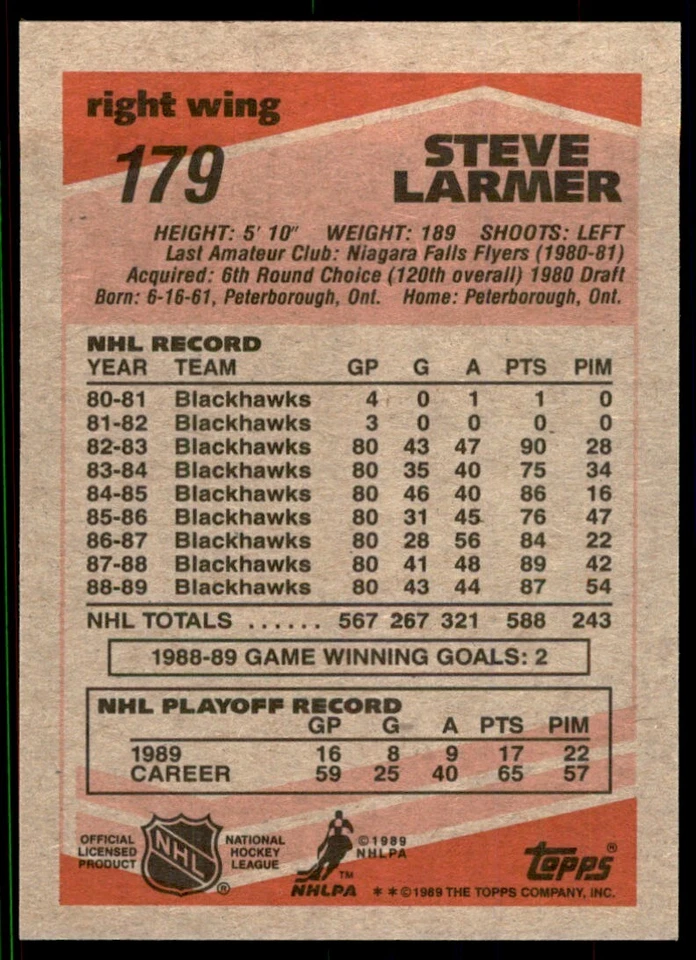 right wing
179
STEVE
LARMER
HEIGHT: 5' 10" WEIGHT: 189 SHOOTS: LEFT
Last Amateur Club: Niagara Falls Flyers (1980-81)
Acquired: 6th Round Choice (120th overall) 1980 Draft
Born: 6-16-61, Peterborough, Ont. Home: Peterborough, Ont.
NHL RECORD
YEAR TEAM GP G A PTS PIM
80-81 Blackhawks 4 0 1 1 0
81-82 Blackhawks 3 0 0 0 0
82-83 Blackhawks 80 43 47 90 28
83-84 Blackhawks 80 35 40 75 34
84-85 Blackhawks 80 46 40 86 16
85-86 Blackhawks 80 31 45 76 47
86-87 Blackhawks 80 28 56 84 22
87-88 Blackhawks 80 41 48 89 42
88-89 Blackhawks 80 43 44 87 54
NHL TOTALS ...... 567 267 321 588 243
1988-89 GAME WINNING GOALS: 2
NHL PLAYOFF RECORD
GP G A PTS PIM
1989 16 8 9 17 22
CAREER 59 25 40 65 57
OFFICIAL
LICENSED
PRODUCT
NHL
®
NATIONAL
HOCKEY
LEAGUE
©1989
NHLPA
TM
NHLPA
topps®
**©1989 THE TOPPS COMPANY, INC.